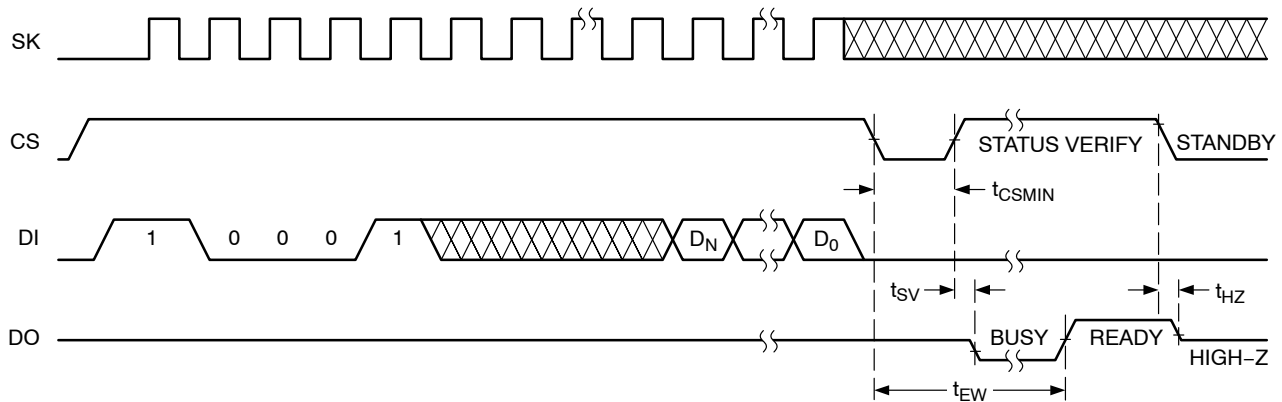 SK
CS
STATUS VERIFY
STANDBY
tCSMIN
DI
1
0
0
0
1
DN
D0
tSV
tHZ
DO
BUSY
READY
HIGH–Z
tEW